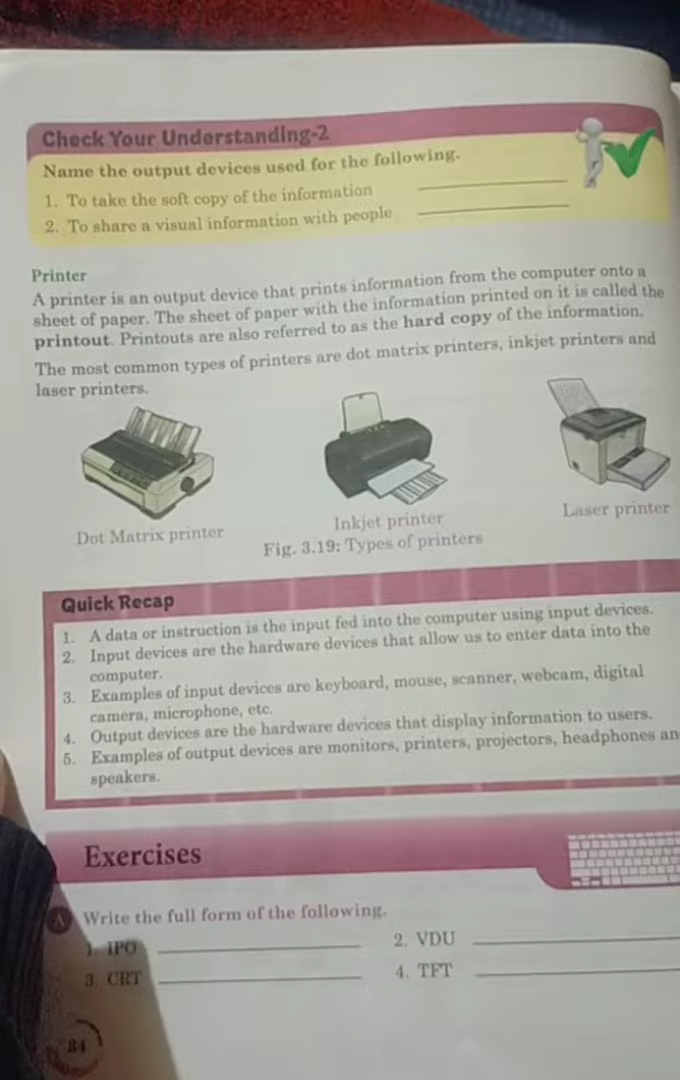 Check Your Understanding-2
Name the output devices used for the following.
1. To take the soft copy of the information
2. To share a visual information with people
Printer
A printer is an output device that prints information from the computer onto a
sheet of paper. The sheet of paper with the information printed on it is called the
printout. Printouts are also referred to as the hard copy of the information.
The most common types of printers are dot matrix printers, inkjet printers and
laser printers.
Dot Matrix printer
Inkjet printer
Laser printer
Fig. 3.19: Types of printers
Quick Recap
1. A data or instruction is the input fed into the computer using input devices.
2. Input devices are the hardware devices that allow us to enter data into the
computer.
3. Examples of input devices are keyboard, mouse, scanner, webcam, digital
camera, microphone, etc.
4. Output devices are the hardware devices that display information to users.
5. Examples of output devices are monitors, printers, projectors, headphones an
speakers.
Exercises
A Write the full form of the following.
1. IPO
2. VDU
3. CRT
4. TFT
84